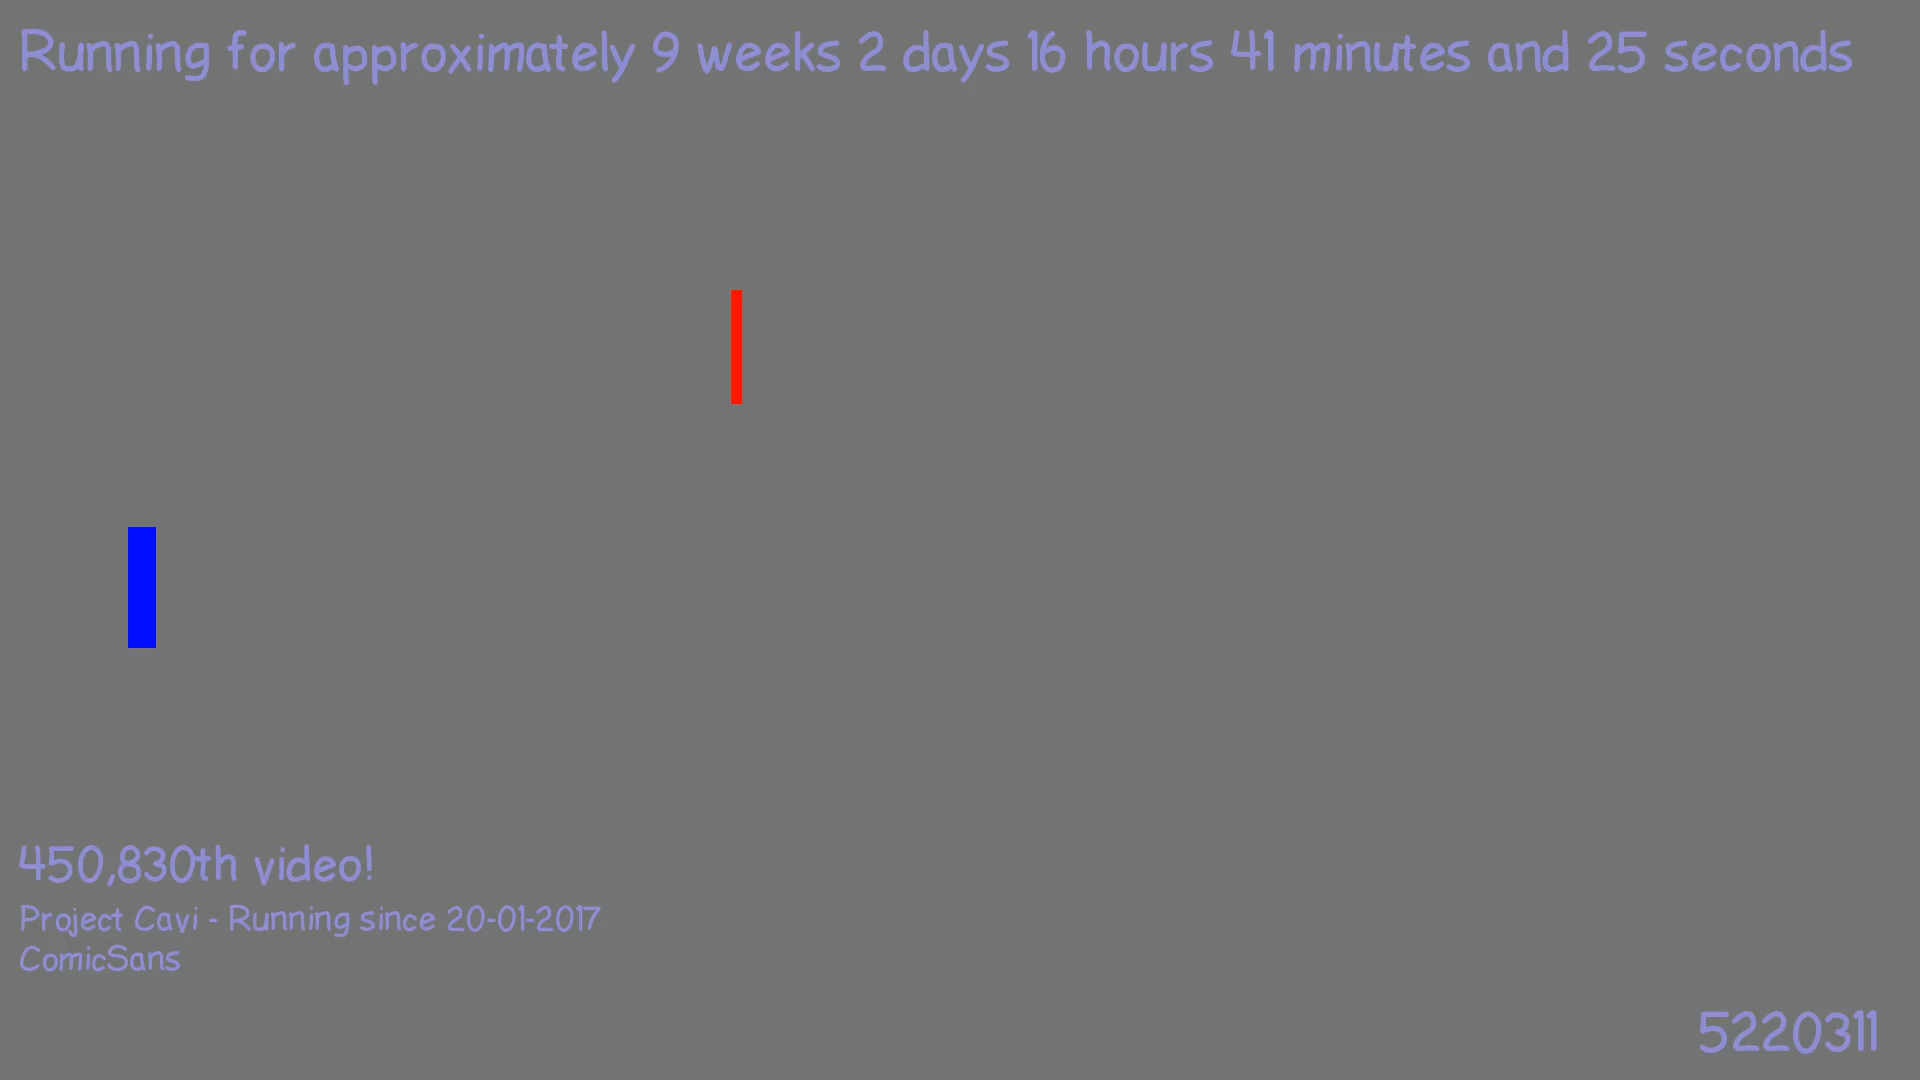 Running for approximately 9 weeks 2 days 16 hours 41 minutes and 25 seconds
450,830th video!
Project Cavi - Running since 20-01-2017
ComicSans
5220311